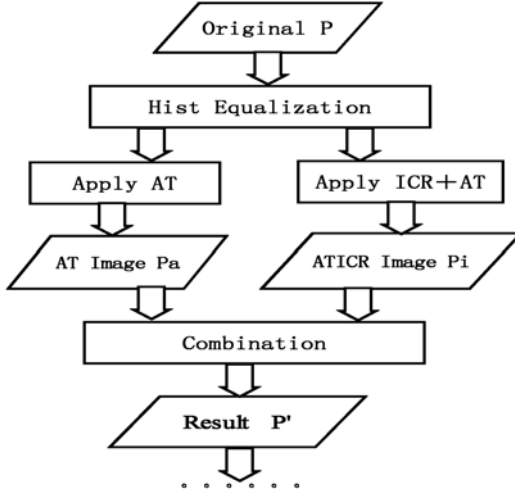 Original P
Hist Equalization
Apply AT
Apply ICR+AT
AT Image Pa
ATICR Image Pi
Combination
Result P'